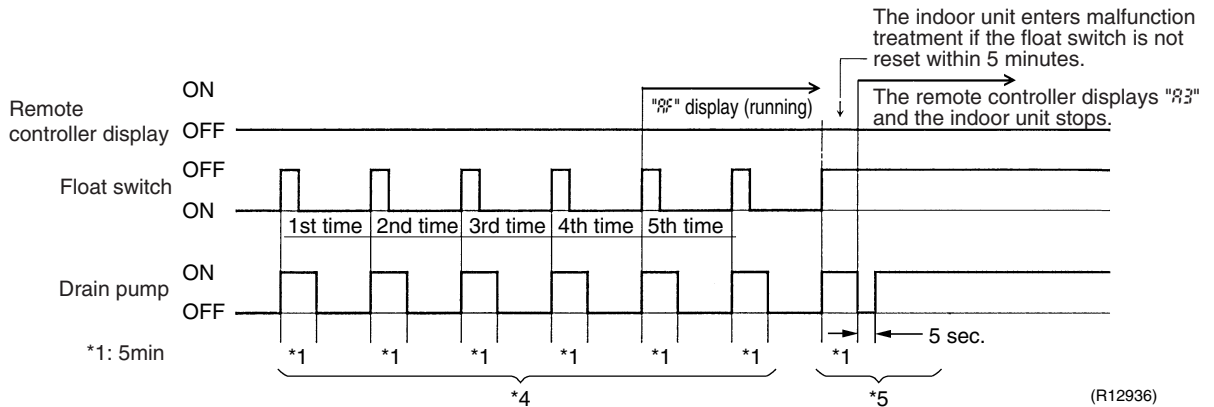 The indoor unit enters malfunction
treatment if the float switch is not
reset within 5 minutes.
ON
"AF" display (running)
The remote controller displays "A3"
and the indoor unit stops.
Remote
controller display
OFF
OFF
Float switch
ON
1st time
2nd time
3rd time
4th time
5th time
ON
Drain pump
OFF
5 sec.
*1: 5min
*1
*1
*1
*1
*1
*1
*1
*4
*5
(R12936)